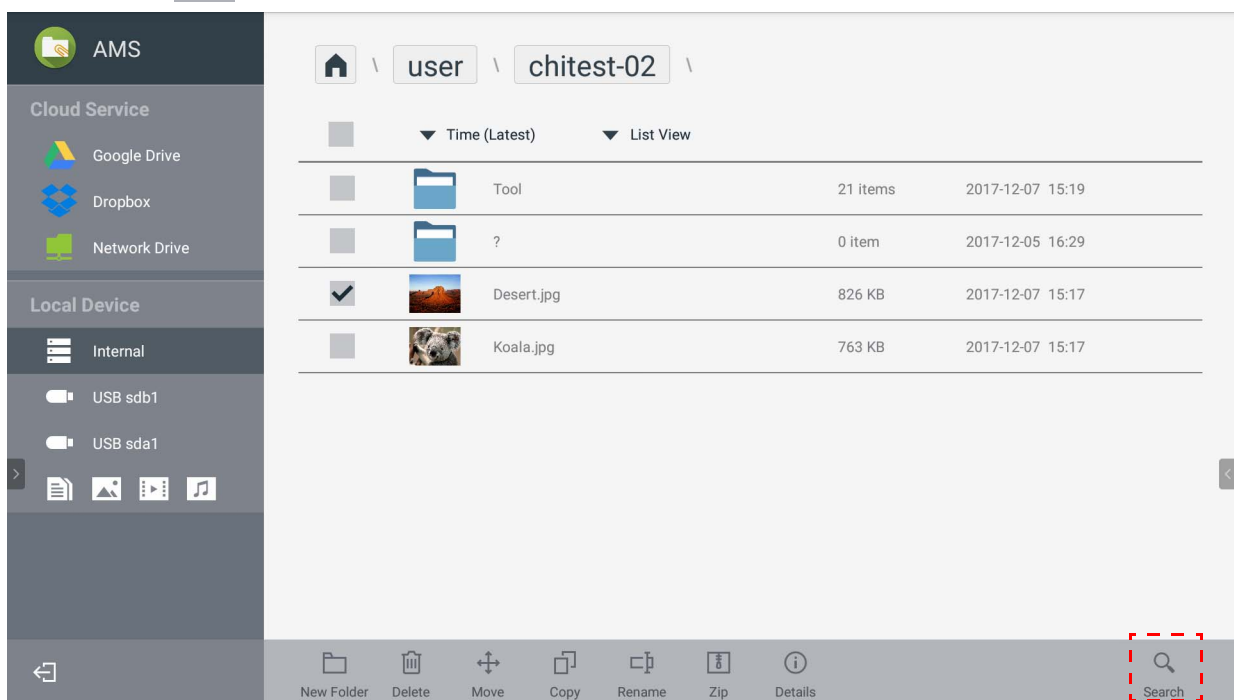 AMS
Cloud Service
Google Drive
Dropbox
Network Drive
Local Device
Internal
USB sdb1
USB sda1
\ user \ chitest-02 \
Time (Latest) List View
Tool 21 items 2017-12-07 15:19
? 0 item 2017-12-05 16:29
Desert.jpg 826 KB 2017-12-07 15:17
Koala.jpg 763 KB 2017-12-07 15:17
New Folder Delete Move Copy Rename Zip Details Search